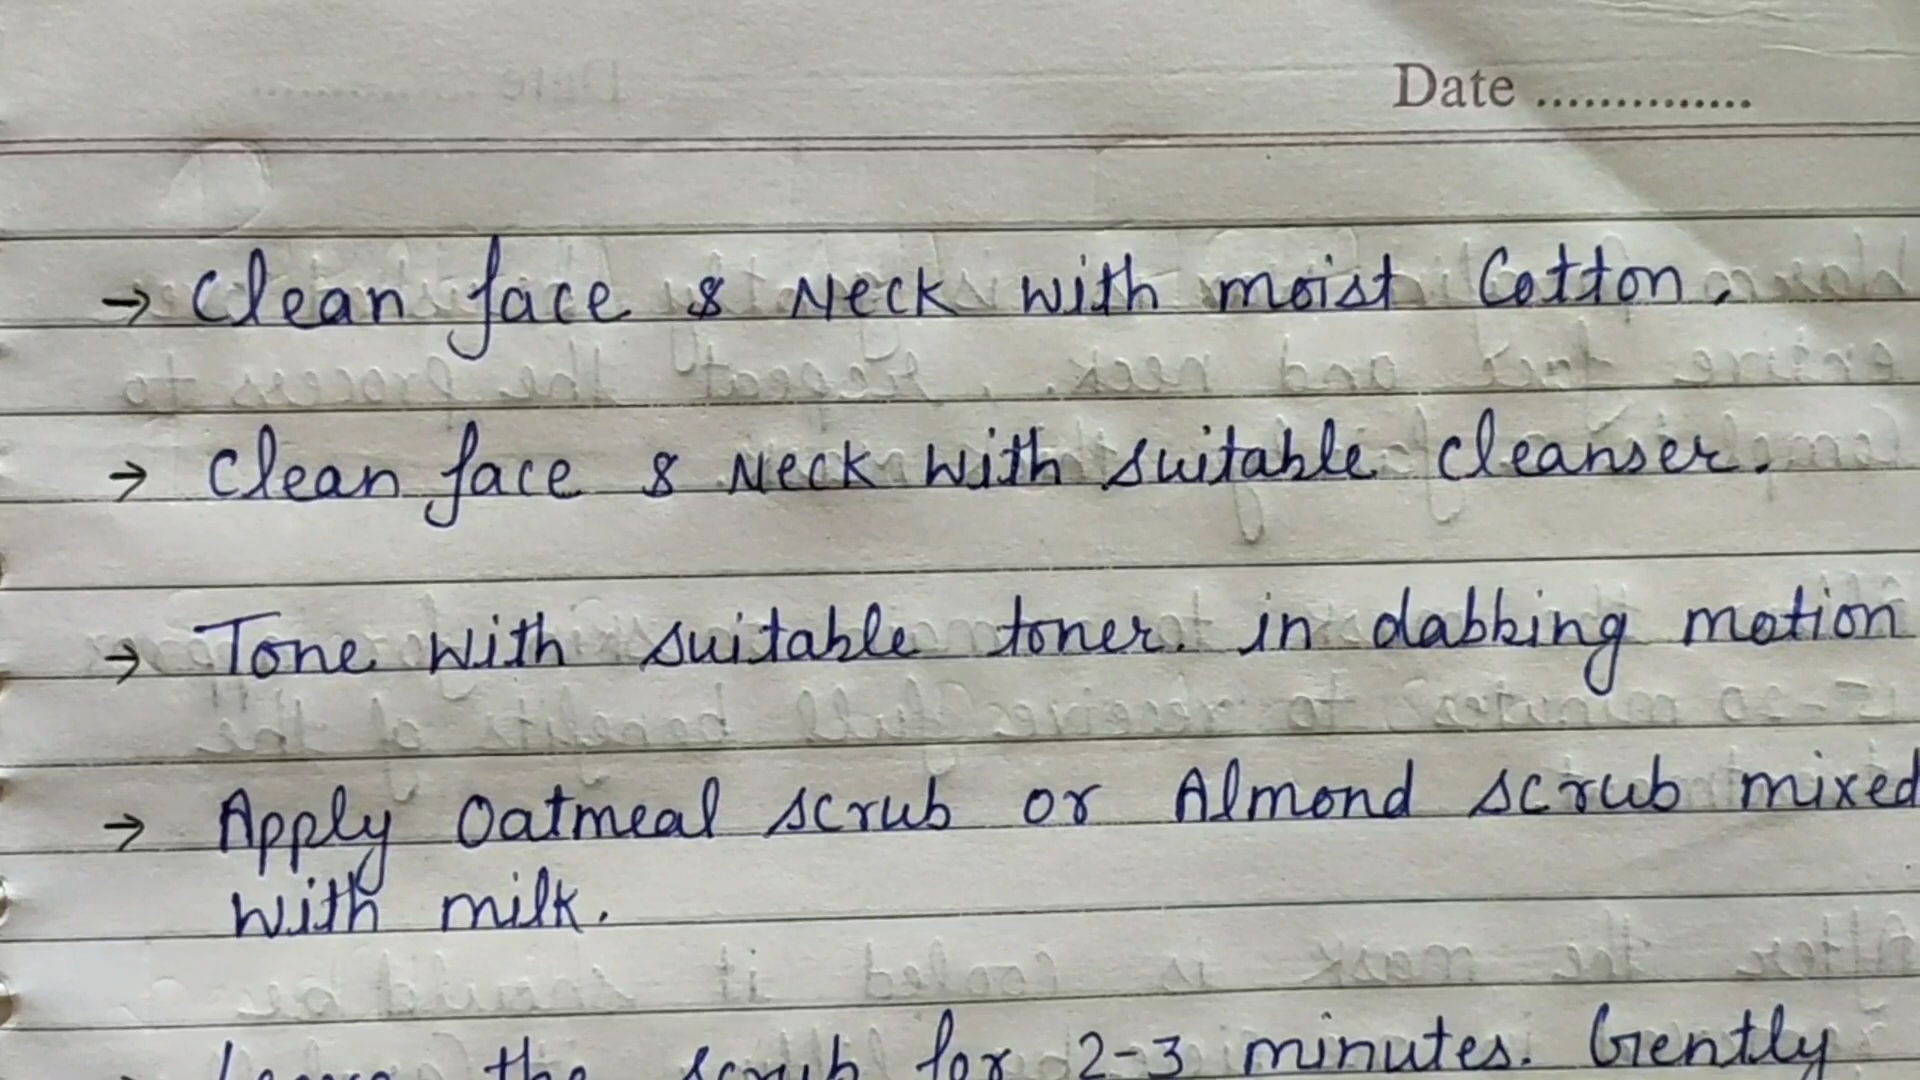 Date ..............
→ Clean face & Neck with moist Cotton.
→ Clean face & Neck with suitable cleanser.
→ Tone with suitable toner. in dabbing motion
→ Apply Oatmeal scrub or Almond scrub mixed
with milk.
→ Leave the scrub for 2-3 minutes. Gently